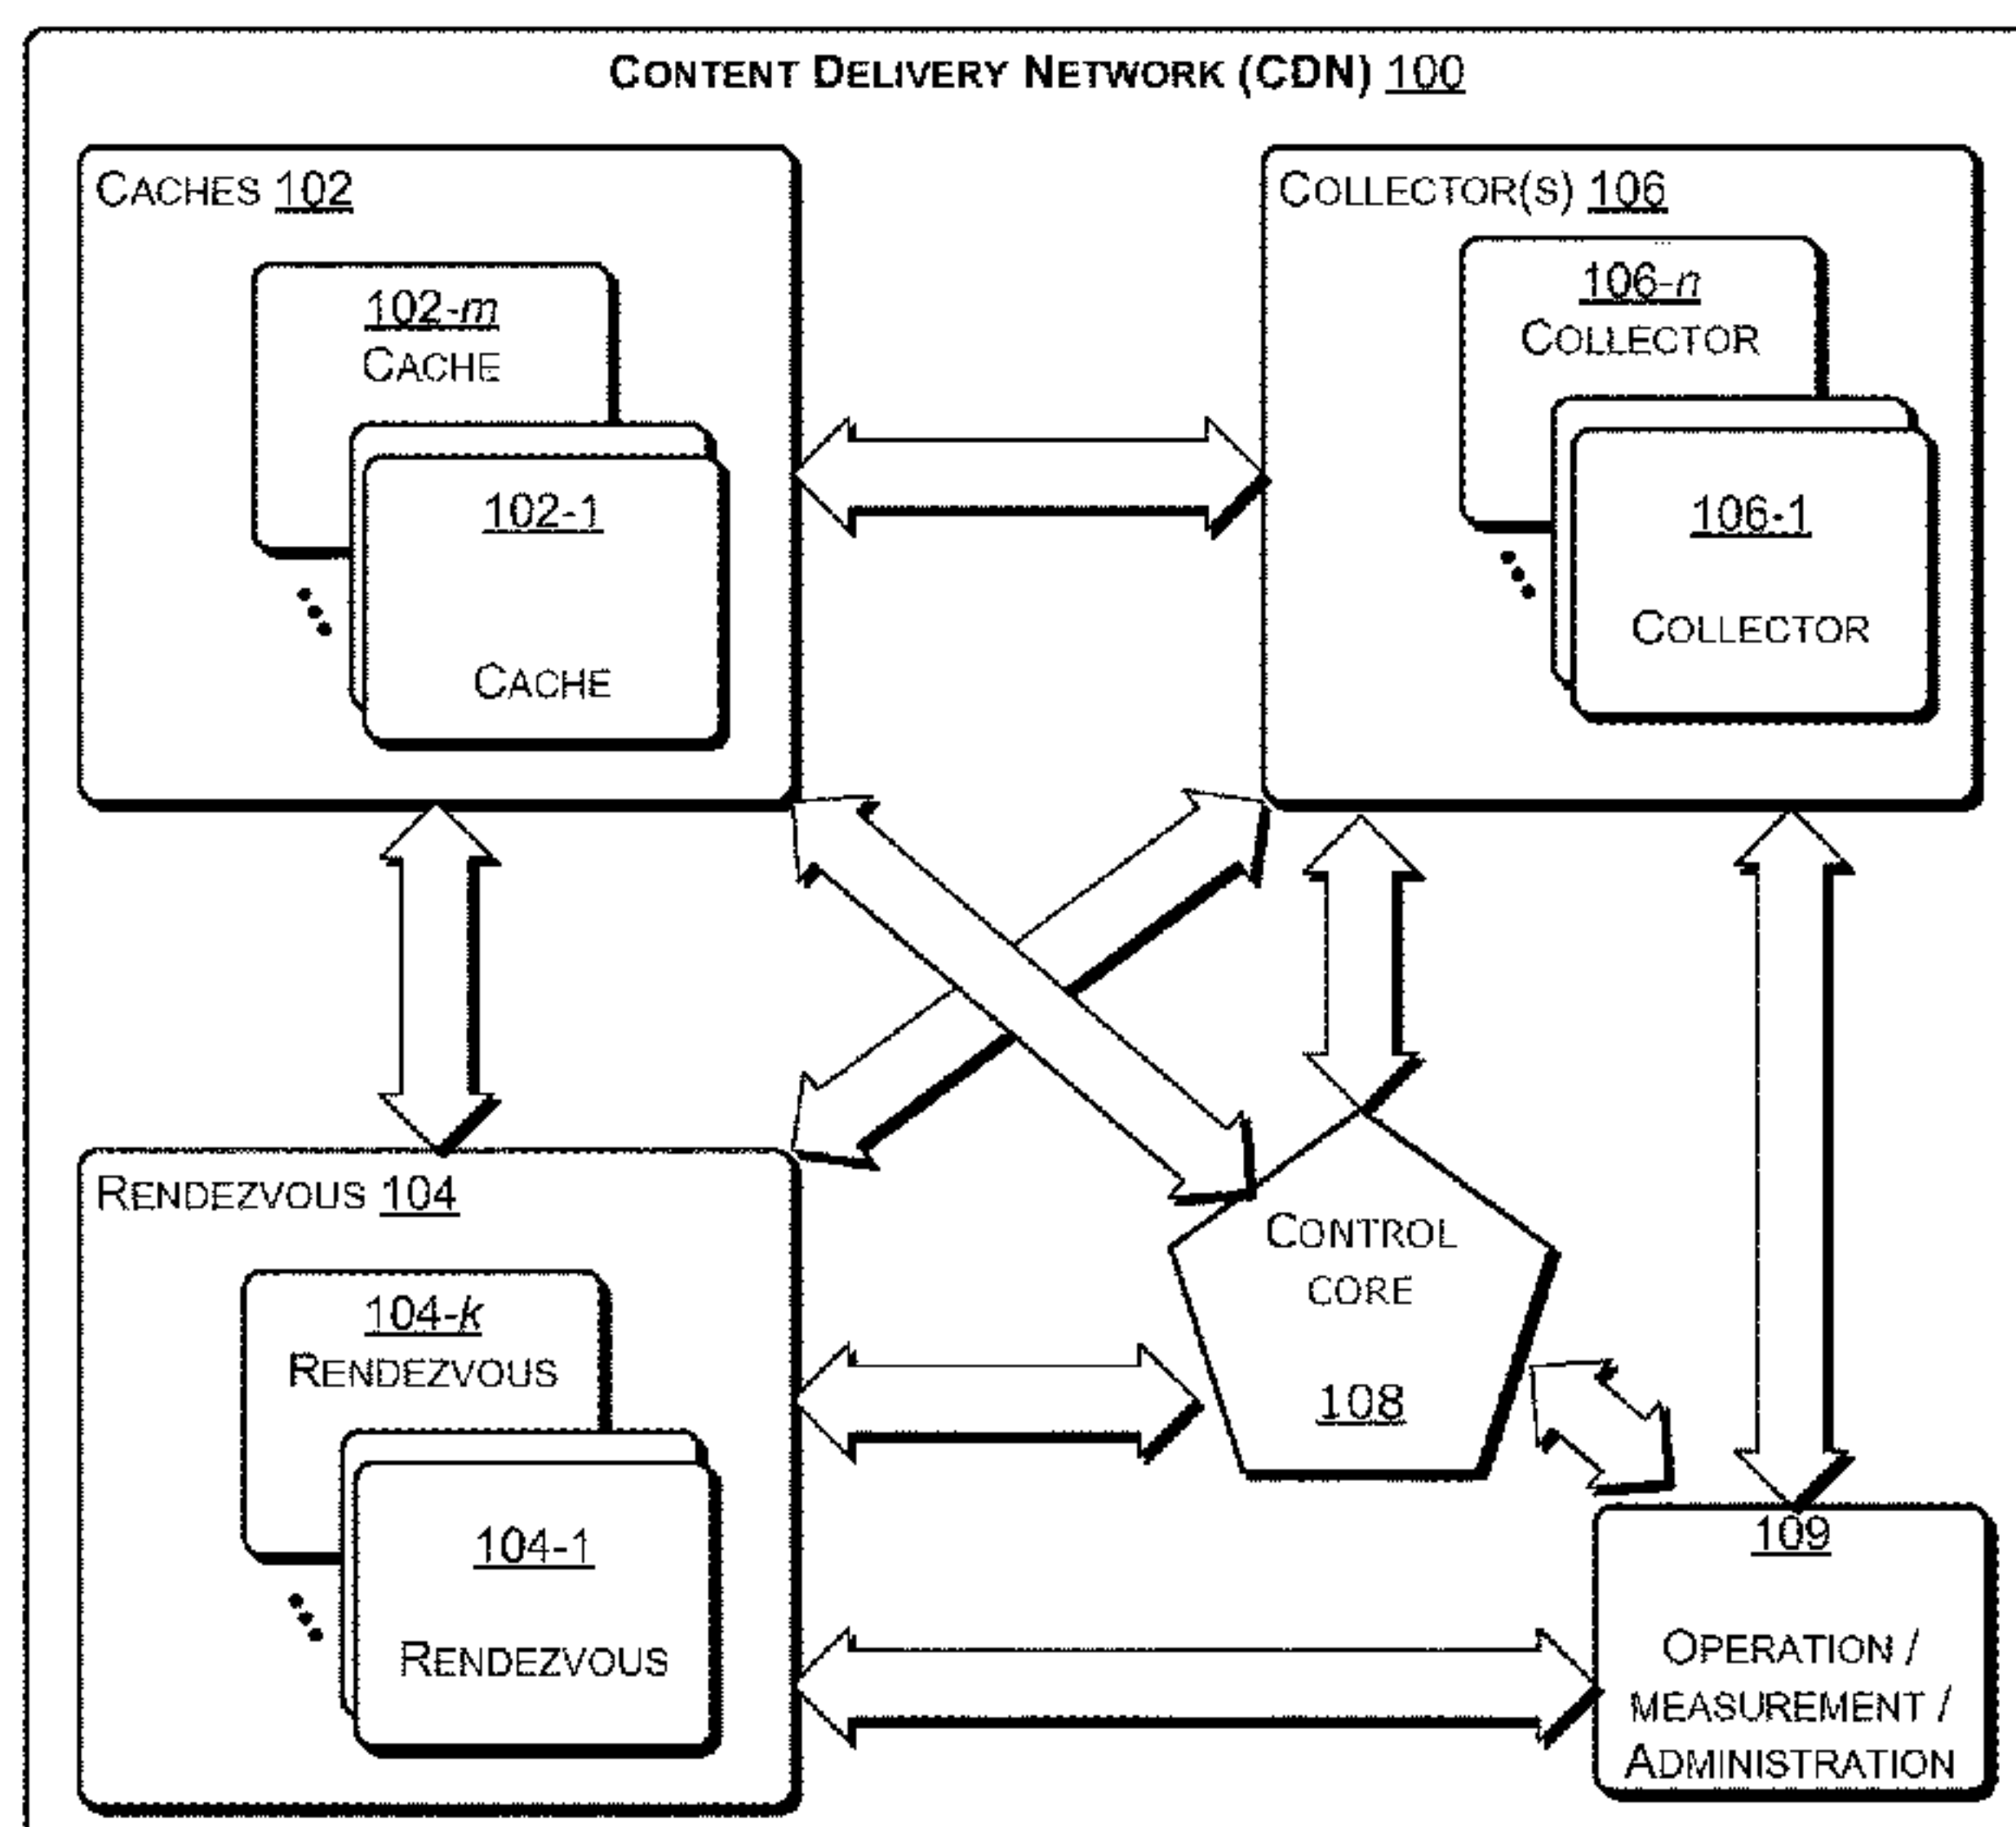 CONTENT DELIVERY NETWORK (CDN) 100
CACHES 102
102-m
CACHE
102-1
CACHE
COLLECTOR(S) 106
106-n
COLLECTOR
106-1
COLLECTOR
RENDEZVOUS 104
104-k
RENDEZVOUS
104-1
RENDEZVOUS
CONTROL
CORE
108
109
OPERATION /
MEASUREMENT /
ADMINISTRATION